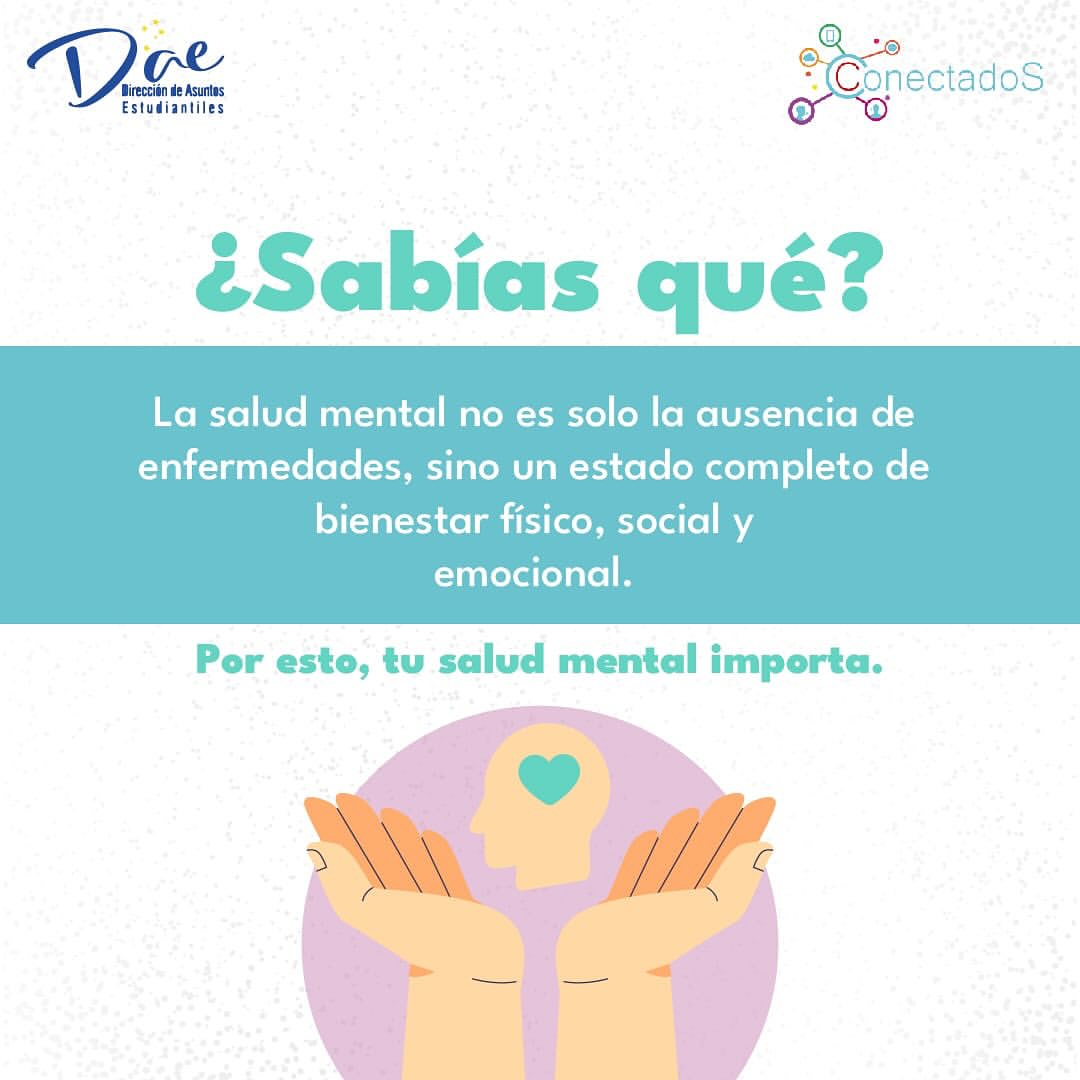 Dae
Dirección de Asuntos
Estudiantiles
ConectadoS
¿Sabías qué?
La salud mental no es solo la ausencia de
enfermedades, sino un estado completo de
bienestar físico, social y
emocional.
Por esto, tu salud mental importa.